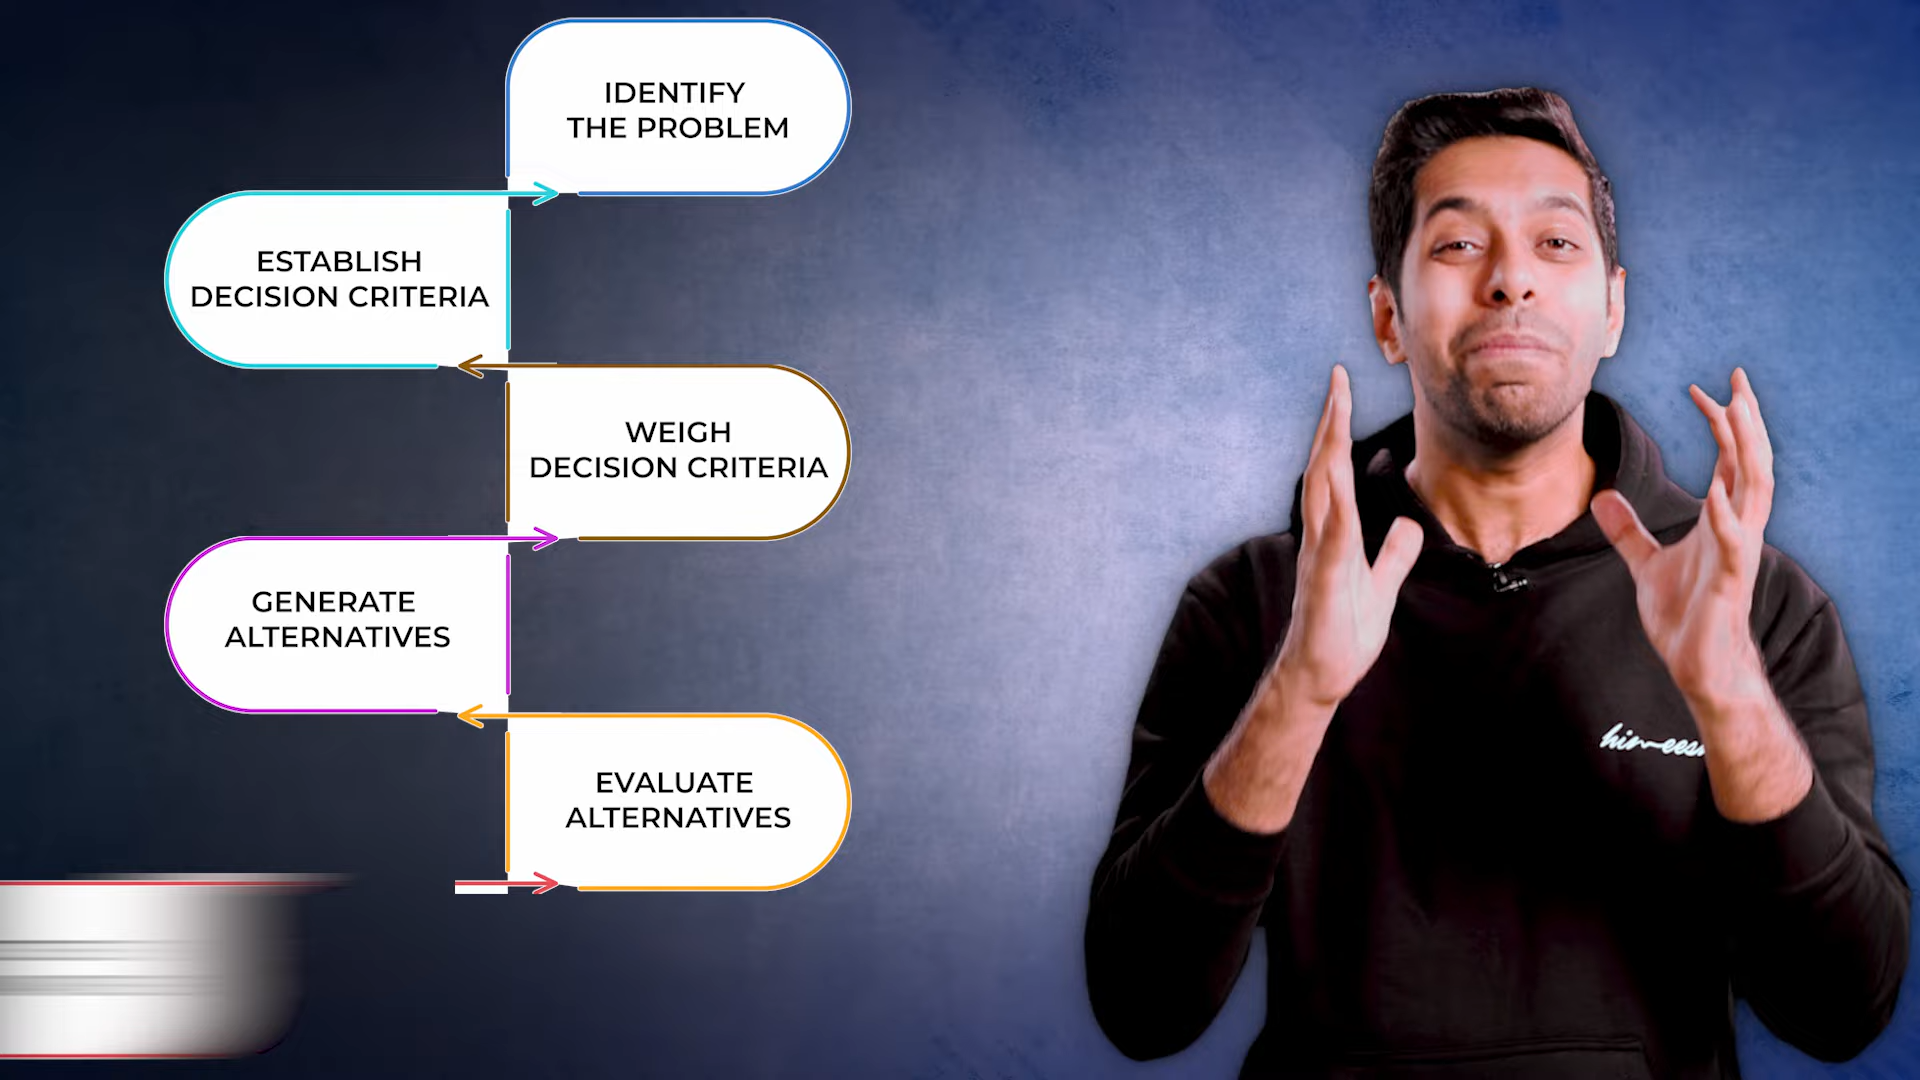 IDENTIFY
THE PROBLEM
ESTABLISH
DECISION CRITERIA
WEIGH
DECISION CRITERIA
GENERATE
ALTERNATIVES
EVALUATE
ALTERNATIVES